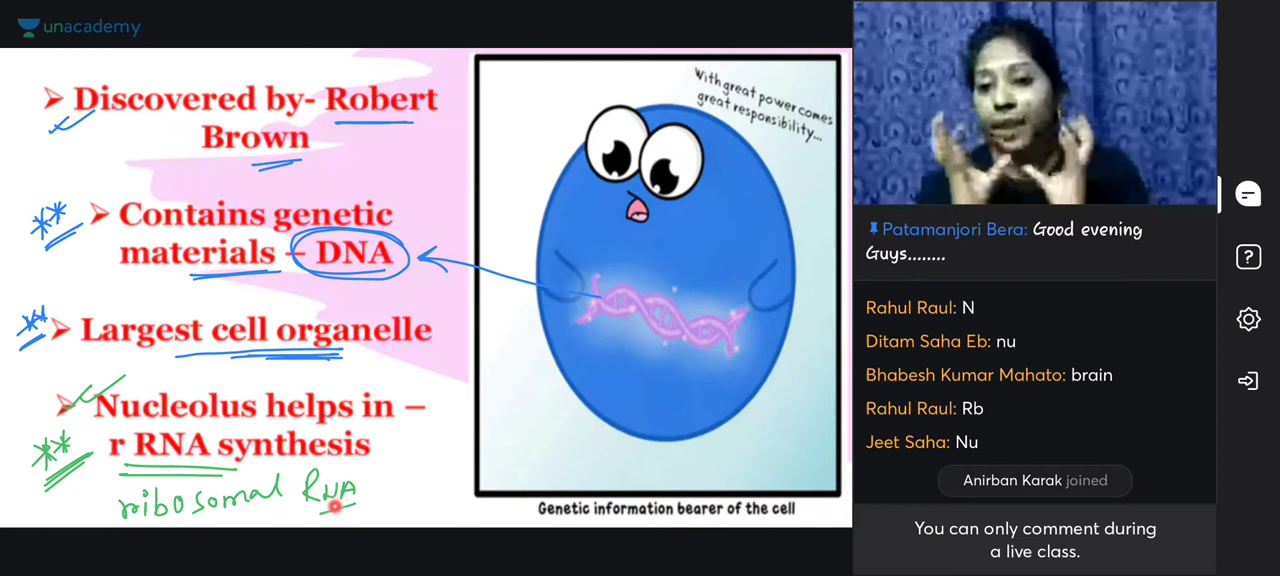 unacademy
➢ Discovered by- Robert
Brown
➢ Contains genetic
materials – DNA
➢ Largest cell organelle
➢ Nucleolus helps in –
r RNA synthesis
ribosomal RNA
With great power comes
great responsibility...
Genetic information bearer of the cell
Patamanjori Bera: Good evening
Guys........
Rahul Raul: N
Ditam Saha Eb: nu
Bhabesh Kumar Mahato: brain
Rahul Raul: Rb
Jeet Saha: Nu
Anirban Karak joined
You can only comment during
a live class.